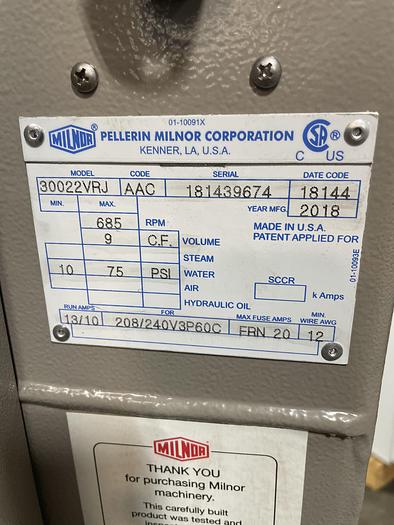 01-10091X
MILNOR® PELLERIN MILNOR CORPORATION
KENNER, LA, U.S.A.
C US
MODEL CODE SERIAL DATE CODE
30022VRJ AAC 181439674 18144
MIN. MAX. YEAR MFG. 2018
685 RPM MADE IN U.S.A.
9 C.F. VOLUME PATENT APPLIED FOR
STEAM
10 75 PSI WATER SCCR
AIR k Amps
HYDRAULIC OIL
01-10093E
RUN AMPS FOR MAX FUSE AMPS MIN. WIRE AWG
13/10 208/240V3P60C FRN 20 12
MILNOR
THANK YOU
for purchasing Milnor
machinery.
This carefully built
product was tested and